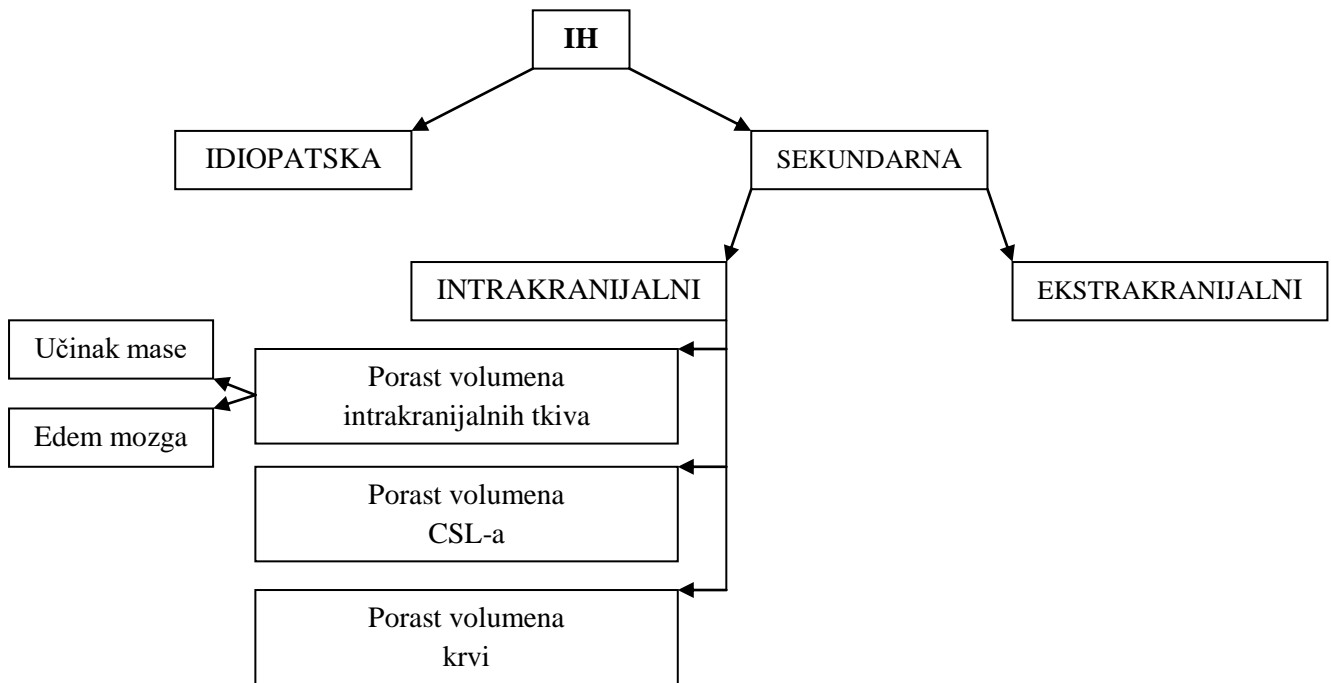 IH
IDIOPATSKA
SEKUNDARNA
INTRAKRANIJALNI
EKSTRAKRANIJALNI
Učinak mase
Edem mozga
Porast volumena
intrakranijalnih tkiva
Porast volumena
CSL-a
Porast volumena
krvi